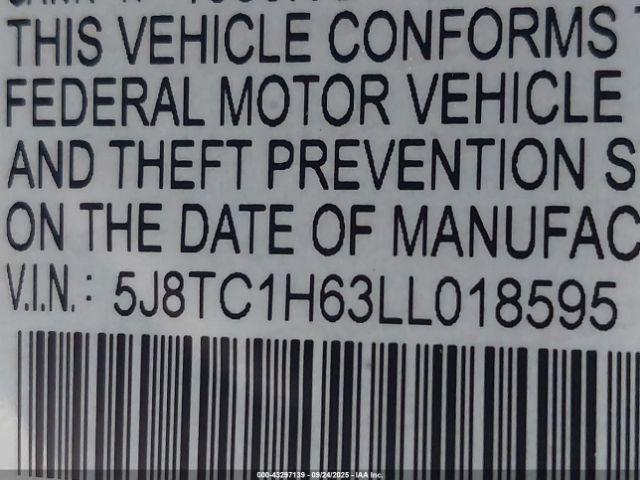 THIS VEHICLE CONFORMS
FEDERAL MOTOR VEHICLE
AND THEFT PREVENTION S
ON THE DATE OF MANUFAC
V.I.N.: 5J8TC1H63LL018595
000-43297139 - 09/24/2025 - IAA Inc.